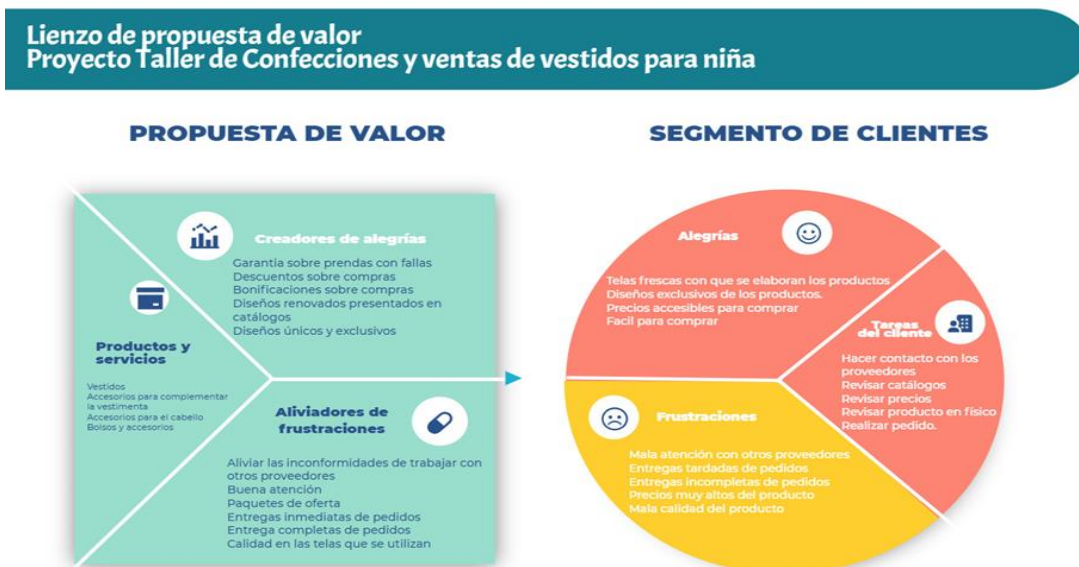 Lienzo de propuesta de valor
Proyecto Taller de Confecciones y ventas de vestidos para niña
PROPUESTA DE VALOR
Creadores de alegrías
Garantia sobre prendas con fallas
Descuentos sobre compras
Bonificaciones sobre compras
Diseños renovados presentados en
catálogos
Diseños únicos y exclusivos
Productos y
servicios
Vestidos
Accesorios para complementar
la vestimenta
Accesorios para el cabello
Bolsos y accesorios
Aliviadores de
frustraciones
Aliviar las inconformidades de trabajar con
otros proveedores
Buena atención
Paquetes de oferta
Entregas inmediatas de pedidos
Entrega completas de pedidos
Calidad en las telas que se utilizan
SEGMENTO DE CLIENTES
Alegrías
Telas frescas con que se elaboran los productos
Diseños exclusivos de los productos.
Precios accesibles para comprar
Facil para comprar
Tareas
del cliente
Hacer contacto con los
proveedores
Revisar catálogos
Revisar precios
Revisar producto en físico
Realizar pedido.
Frustraciones
Mala atención con otros proveedores
Entregas tardadas de pedidos
Entregas incompletas de pedidos
Precios muy altos del producto
Mala calidad del producto